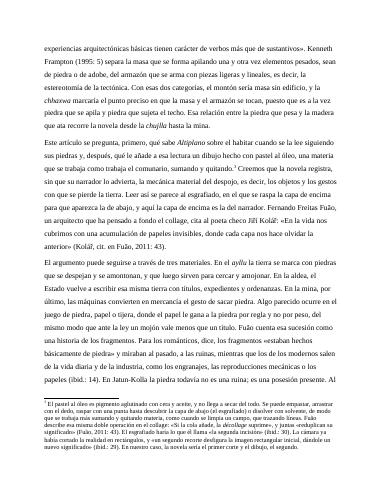 experiencias arquitectónicas básicas tienen carácter de verbos más que de sustantivos». Kenneth
Frampton (1995: 5) separa la masa que se forma apilando una y otra vez elementos pesados, sean
de piedra o de adobe, del armazón que se arma con piezas ligeras y lineales, es decir, la
estereotomía de la tectónica. Con esas dos categorías, el montón sería masa sin edificio, y la
chhaxwa marcaría el punto preciso en que la masa y el armazón se tocan, puesto que es a la vez
piedra que se apila y piedra que sujeta el techo. Esa relación entre la piedra que pesa y la madera
que ata recorre la novela desde la chujlla hasta la mina.
Este artículo se pregunta, primero, qué sabe Altiplano sobre el habitar cuando se la lee siguiendo
sus piedras y, después, qué le añade a esa lectura un dibujo hecho con pastel al óleo, una materia
que se trabaja como trabaja el comunario, sumando y quitando.³ Creemos que la novela registra,
sin que su narrador lo advierta, la mecánica material del despojo, es decir, los objetos y los gestos
con que se pierde la tierra. Leer así se parece al esgrafiado, en el que se raspa la capa de encima
para que aparezca la de abajo, y aquí la capa de encima es la del narrador. Fernando Freitas Fuão,
un arquitecto que ha pensado a fondo el collage, cita al poeta checo Jiří Kolář: «En la vida nos
cubrimos con una acumulación de papeles invisibles, donde cada capa nos hace olvidar la
anterior» (Kolář, cit. en Fuão, 2011: 43).
El argumento puede seguirse a través de tres materiales. En el ayllu la tierra se marca con piedras
que se despejan y se amontonan, y que luego sirven para cercar y amojonar. En la aldea, el
Estado vuelve a escribir esa misma tierra con títulos, expedientes y ordenanzas. En la mina, por
último, las máquinas convierten en mercancía el gesto de sacar piedra. Algo parecido ocurre en el
juego de piedra, papel o tijera, donde el papel le gana a la piedra por regla y no por peso, del
mismo modo que ante la ley un mojón vale menos que un título. Fuão cuenta esa sucesión como
una historia de los fragmentos. Para los románticos, dice, los fragmentos «estaban hechos
básicamente de piedra» y miraban al pasado, a las ruinas, mientras que los de los modernos salen
de la vida diaria y de la industria, como los engranajes, las reproducciones mecánicas o los
papeles (ibid.: 14). En Jatun-Kolla la piedra todavía no es una ruina; es una posesión presente. Al
³ El pastel al óleo es pigmento aglutinado con cera y aceite, y no llega a secar del todo. Se puede empastar, arrastrar
con el dedo, raspar con una punta hasta descubrir la capa de abajo (el esgrafiado) o disolver con solvente, de modo
que se trabaja más sumando y quitando materia, como cuando se limpia un campo, que trazando líneas. Fuão
describe esa misma doble operación en el collage: «Si la cola añade, la décollage suprime», y juntas «reduplican su
significado» (Fuão, 2011: 43). El esgrafiado haría lo que él llama «la segunda incisión» (ibid.: 30). La cámara ya
había cortado la realidad en rectángulos, y «un segundo recorte desfigura la imagen rectangular inicial, dándole un
nuevo significado» (ibid.: 29). En nuestro caso, la novela sería el primer corte y el dibujo, el segundo.